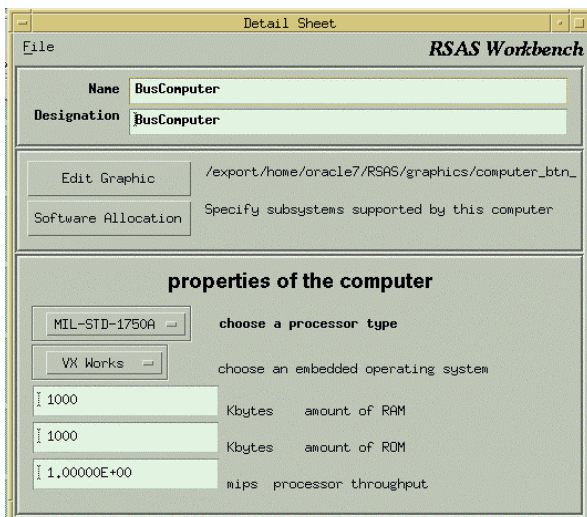 Detail Sheet
File
RSAS Workbench
Name BusComputer
Designation BusComputer
Edit Graphic /export/home/oracle7/RSAS/graphics/computer_btn_
Software Allocation Specify subsystems supported by this computer
properties of the computer
MIL-STD-1750A choose a processor type
VX Works choose an embedded operating system
1000 Kbytes amount of RAM
1000 Kbytes amount of ROM
1.00000E+00 mips processor throughput